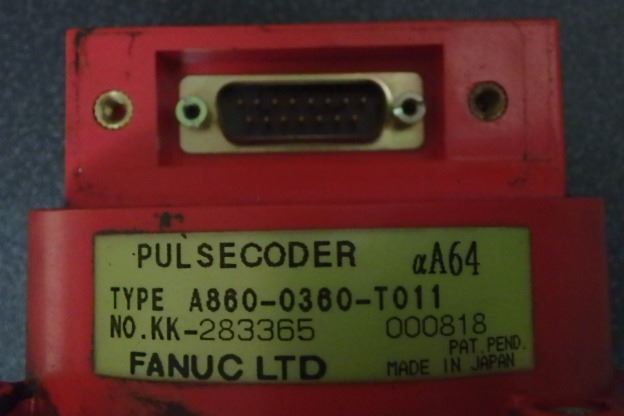 PULSECODER αA64
TYPE A860-0360-T011
NO.KK-283365 000818
PAT.PEND.
FANUC LTD MADE IN JAPAN